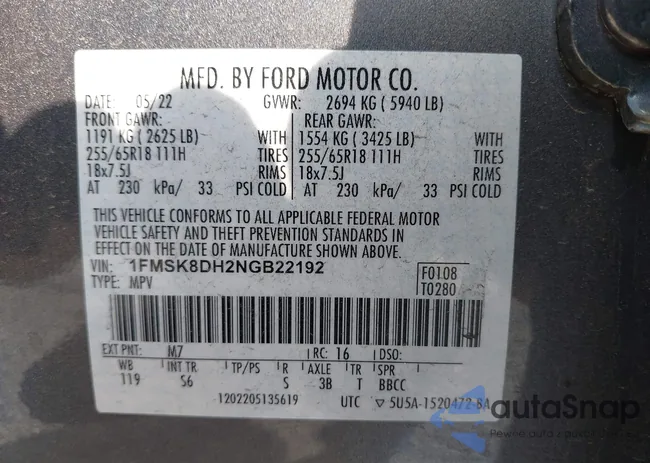 MFD. BY FORD MOTOR CO.
DATE: 05/22 GVWR: 2694 KG ( 5940 LB)
FRONT GAWR: REAR GAWR:
1191 KG ( 2625 LB) WITH 1554 KG ( 3425 LB) WITH
255/65R18 111H TIRES 255/65R18 111H TIRES
18x7.5J RIMS 18x7.5J RIMS
AT 230 kPa/ 33 PSI COLD AT 230 kPa/ 33 PSI COLD
THIS VEHICLE CONFORMS TO ALL APPLICABLE FEDERAL MOTOR
VEHICLE SAFETY AND THEFT PREVENTION STANDARDS IN
EFFECT ON THE DATE OF MANUFACTURE SHOWN ABOVE.
VIN: 1FMSK8DH2NGB22192 F0108
TYPE: MPV T0280
EXT PNT: M7 RC: 16 DSO:
WB INT TR TP/PS R AXLE TR SPR
119 S6 S 3B T BBCC
1202205135619 UTC ▽ 5U5A-1520472-BA
autoSnap
Pewne auto z